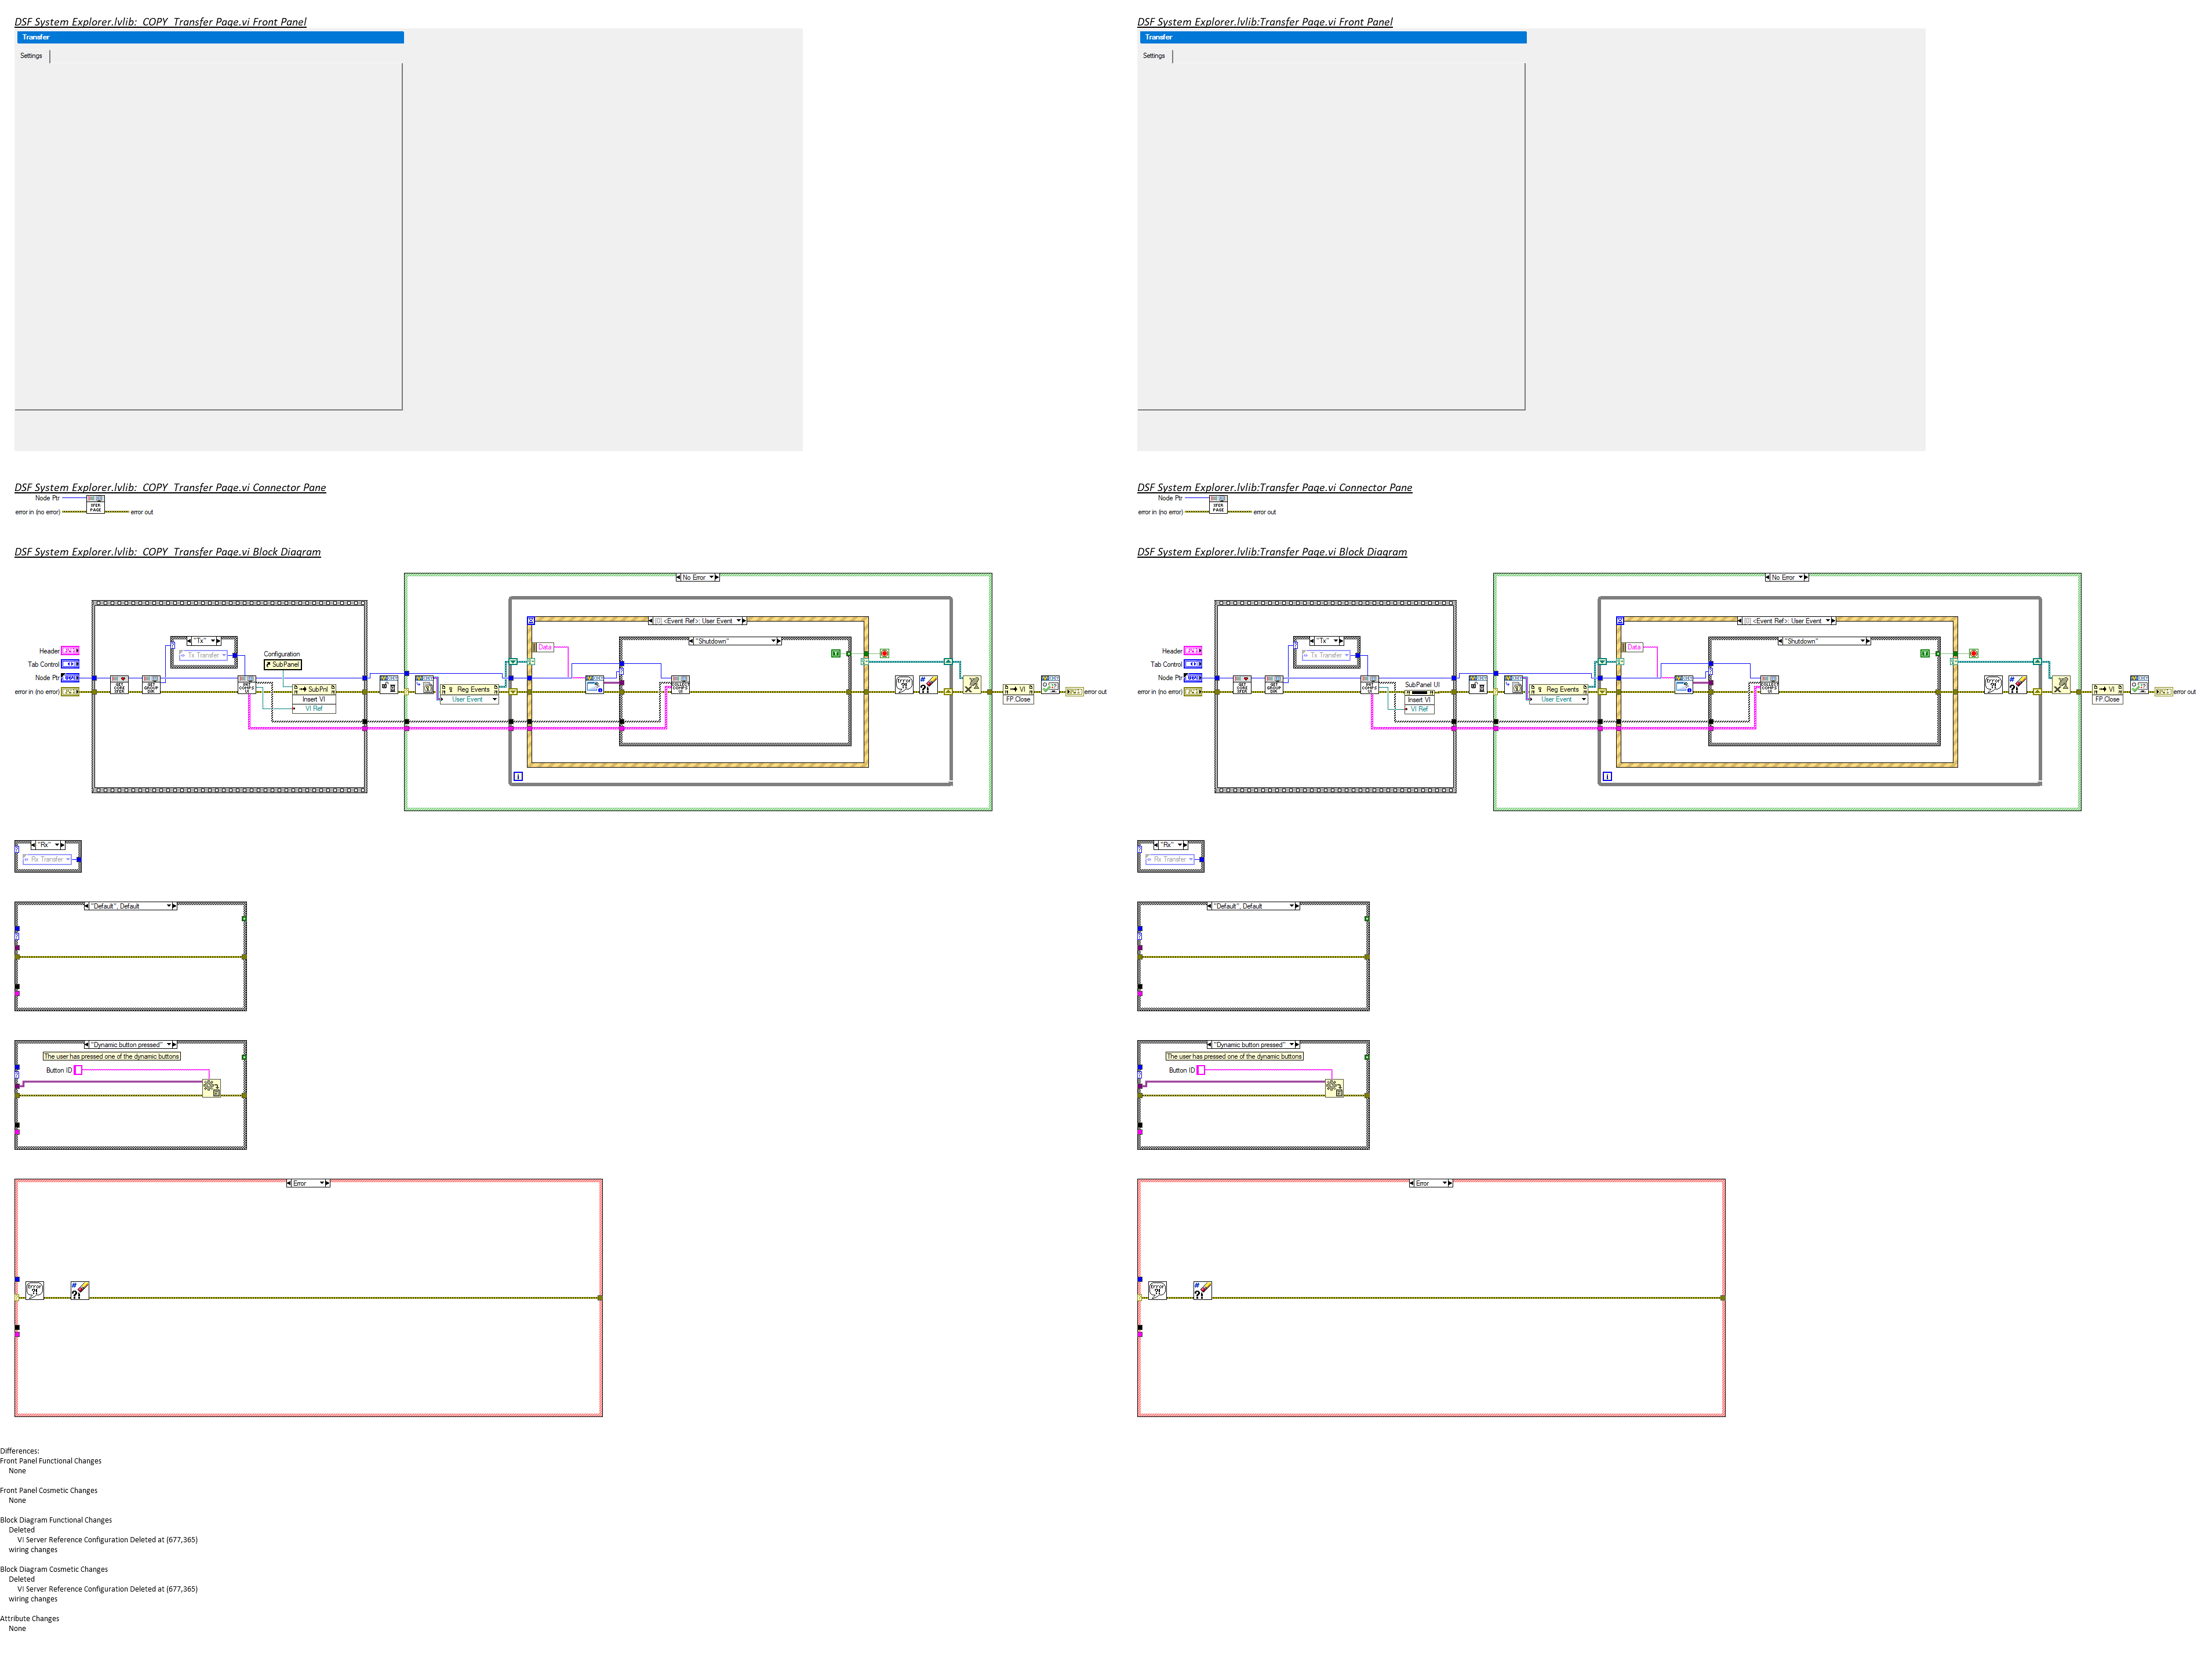 DSF System Explorer.lvlib:_COPY_Transfer Page.vi Front Panel
Transfer
Settings
DSF System Explorer.lvlib:_COPY_Transfer Page.vi Connector Pane
Node Ptr
XFER
PAGE
error in (no error)
error out
DSF System Explorer.lvlib:_COPY_Transfer Page.vi Block Diagram
No Error
[0] <Event Ref>: User Event
"Tx"
Tx Transfer
"Shutdown"
Data
Header
Tab Control
Node Ptr
error in (no error)
Configuration
SubPanel
SubPnl
Insert VI
VI Ref
Reg Events
User Event
VI
FP.Close
error out
"Rx"
Rx Transfer
"Default", Default
"Dynamic button pressed"
The user has pressed one of the dynamic buttons
Button ID
Error
DSF System Explorer.lvlib:Transfer Page.vi Front Panel
Transfer
Settings
DSF System Explorer.lvlib:Transfer Page.vi Connector Pane
Node Ptr
XFER
PAGE
error in (no error)
error out
DSF System Explorer.lvlib:Transfer Page.vi Block Diagram
No Error
[0] <Event Ref>: User Event
"Tx"
Tx Transfer
"Shutdown"
Data
Header
Tab Control
Node Ptr
error in (no error)
SubPanel UI
Insert VI
VI Ref
Reg Events
User Event
VI
FP.Close
error out
"Rx"
Rx Transfer
"Default", Default
"Dynamic button pressed"
The user has pressed one of the dynamic buttons
Button ID
Error
Differences:
Front Panel Functional Changes
None
Front Panel Cosmetic Changes
None
Block Diagram Functional Changes
Deleted
VI Server Reference Configuration Deleted at (677,365)
wiring changes
Block Diagram Cosmetic Changes
Deleted
VI Server Reference Configuration Deleted at (677,365)
wiring changes
Attribute Changes
None